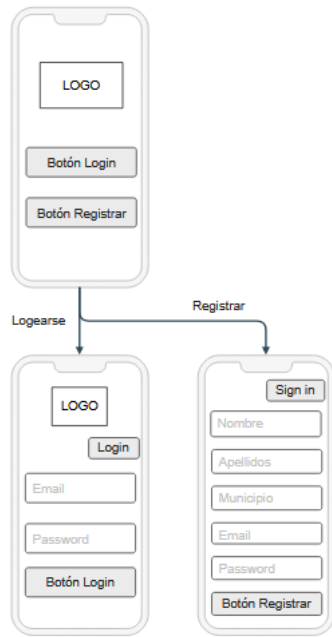 LOGO
Botón Login
Botón Registrar
Logearse
Registrar
LOGO
Login
Email
Password
Botón Login
Sign in
Nombre
Apellidos
Municipio
Email
Password
Botón Registrar